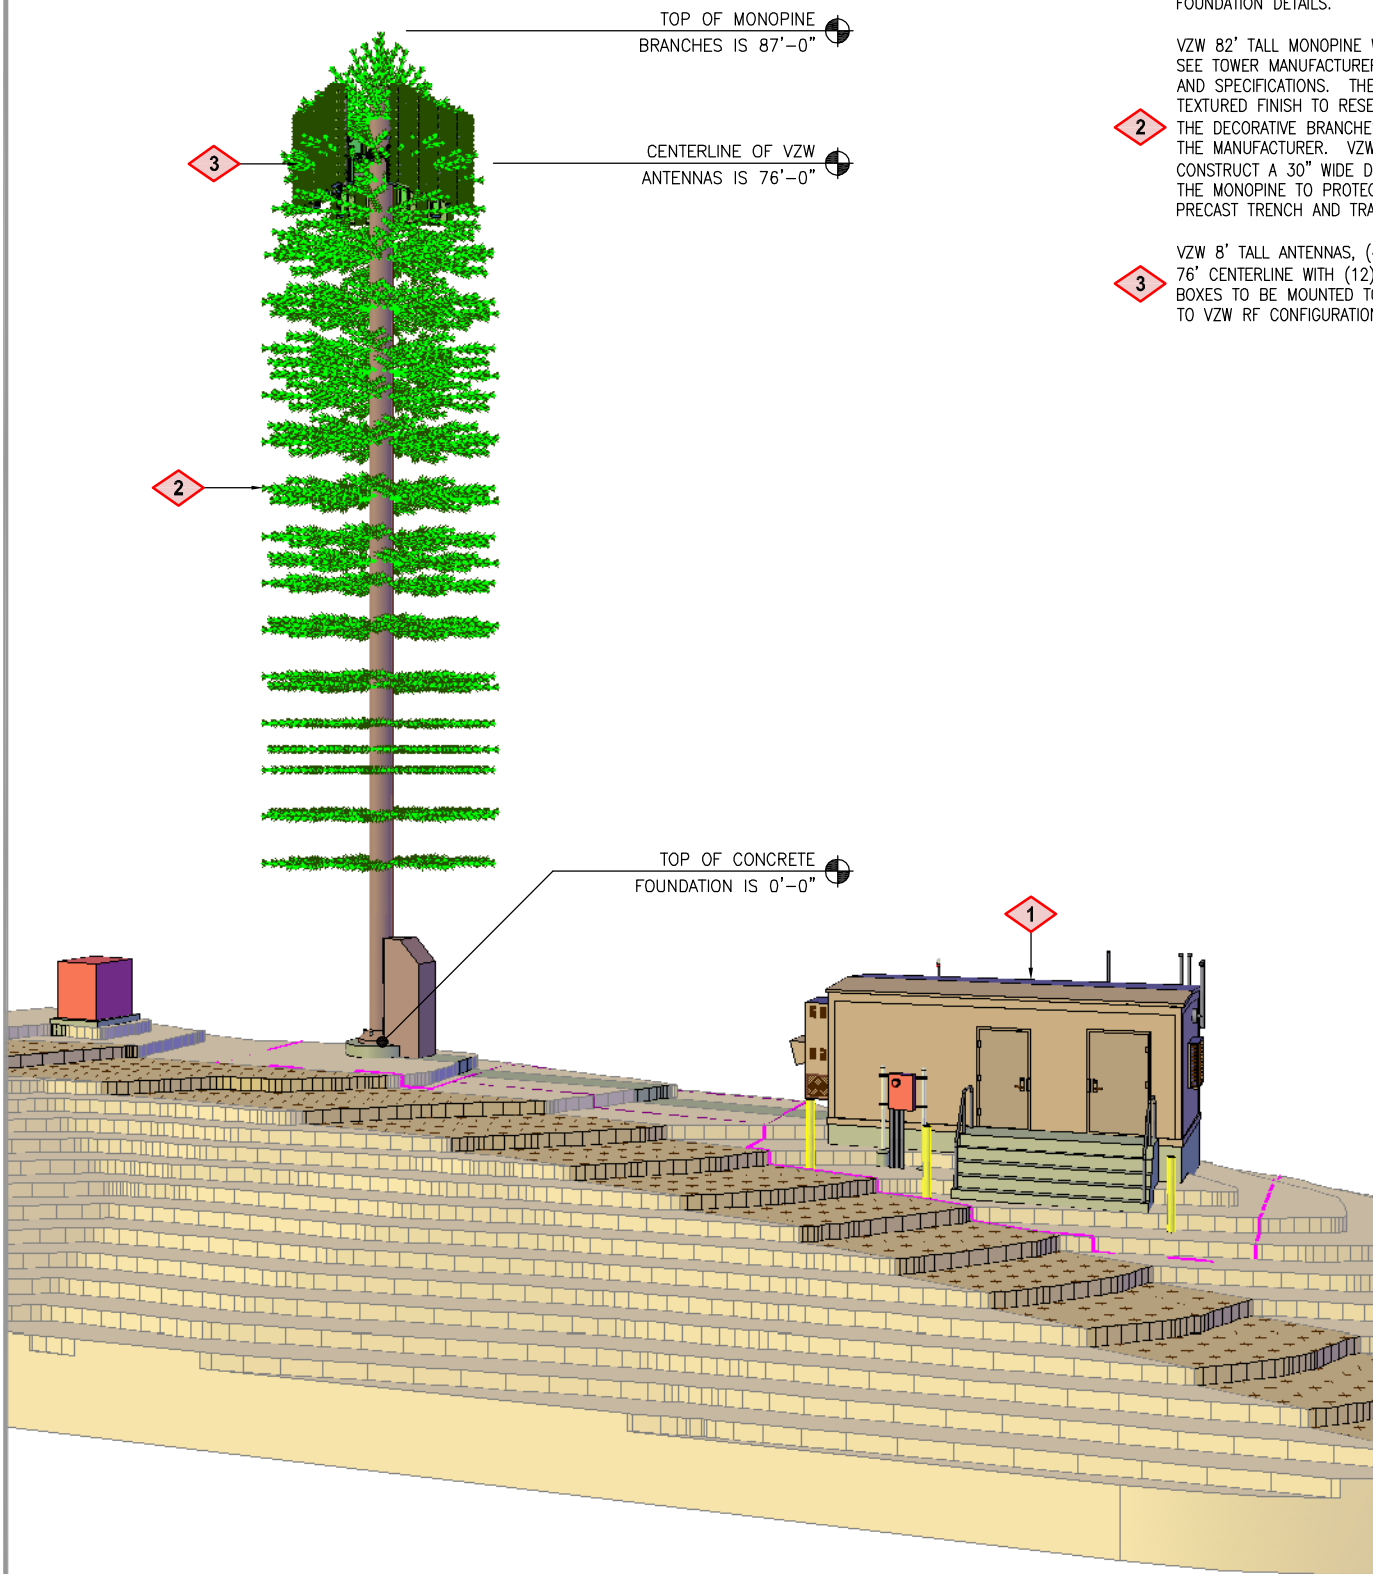 TOP OF MONOPINE
BRANCHES IS 87'-0"
CENTERLINE OF VZW
ANTENNAS IS 76'-0"
3
2
TOP OF CONCRETE
FOUNDATION IS 0'-0"
1
FOUNDATION DETAILS.
2
VZW 82' TALL MONOPINE
SEE TOWER MANUFACTURER
AND SPECIFICATIONS. THE
TEXTURED FINISH TO RESE
THE DECORATIVE BRANCHE
THE MANUFACTURER. VZW
CONSTRUCT A 30" WIDE D
THE MONOPINE TO PROTEC
PRECAST TRENCH AND TRA
3
VZW 8' TALL ANTENNAS, (
76' CENTERLINE WITH (12)
BOXES TO BE MOUNTED TO
TO VZW RF CONFIGURATION